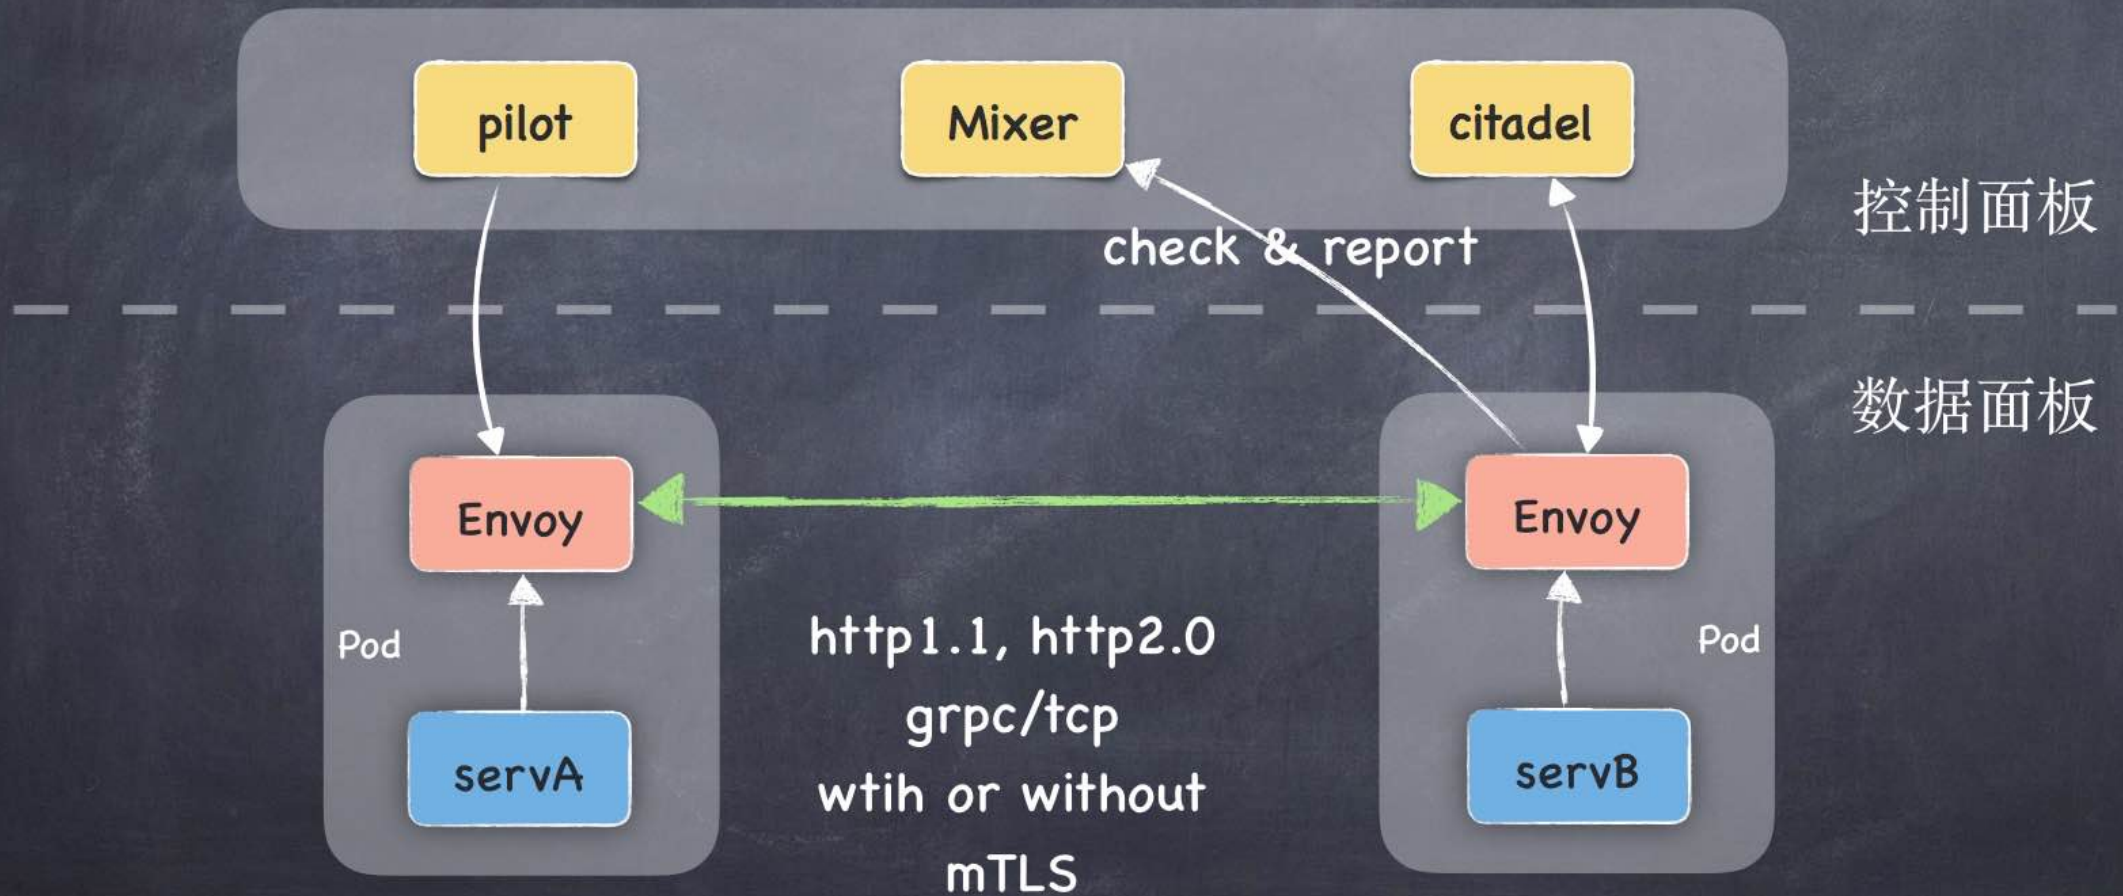 pilot
Mixer
citadel
控制面板
check & report
数据面板
Envoy
Envoy
Pod
http1.1, http2.0
Pod
grpc/tcp
servA
servB
wtih or without
mTLS